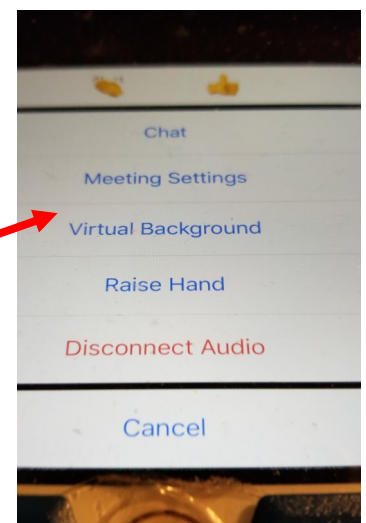 Chat
Meeting Settings
Virtual Background
Raise Hand
Disconnect Audio
Cancel